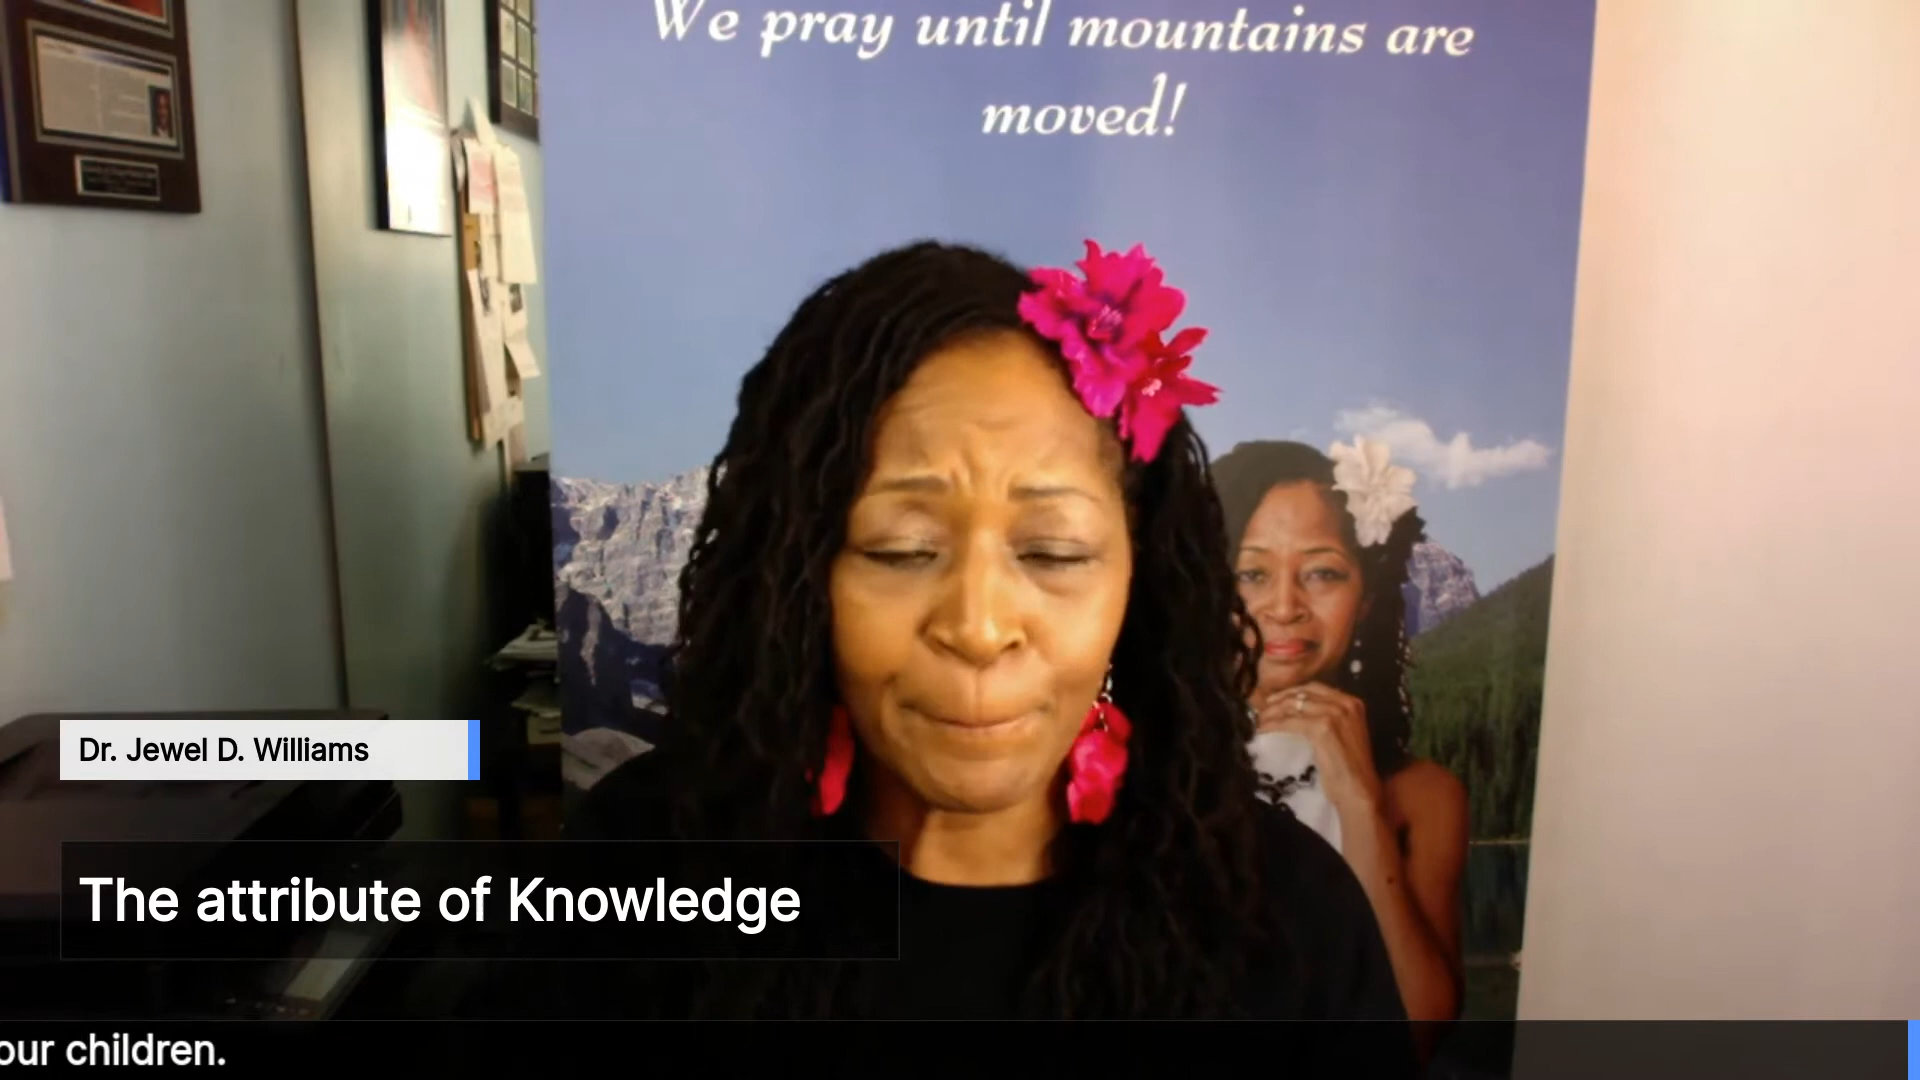 We pray until mountains are
moved!
Dr. Jewel D. Williams
The attribute of Knowledge
our children.